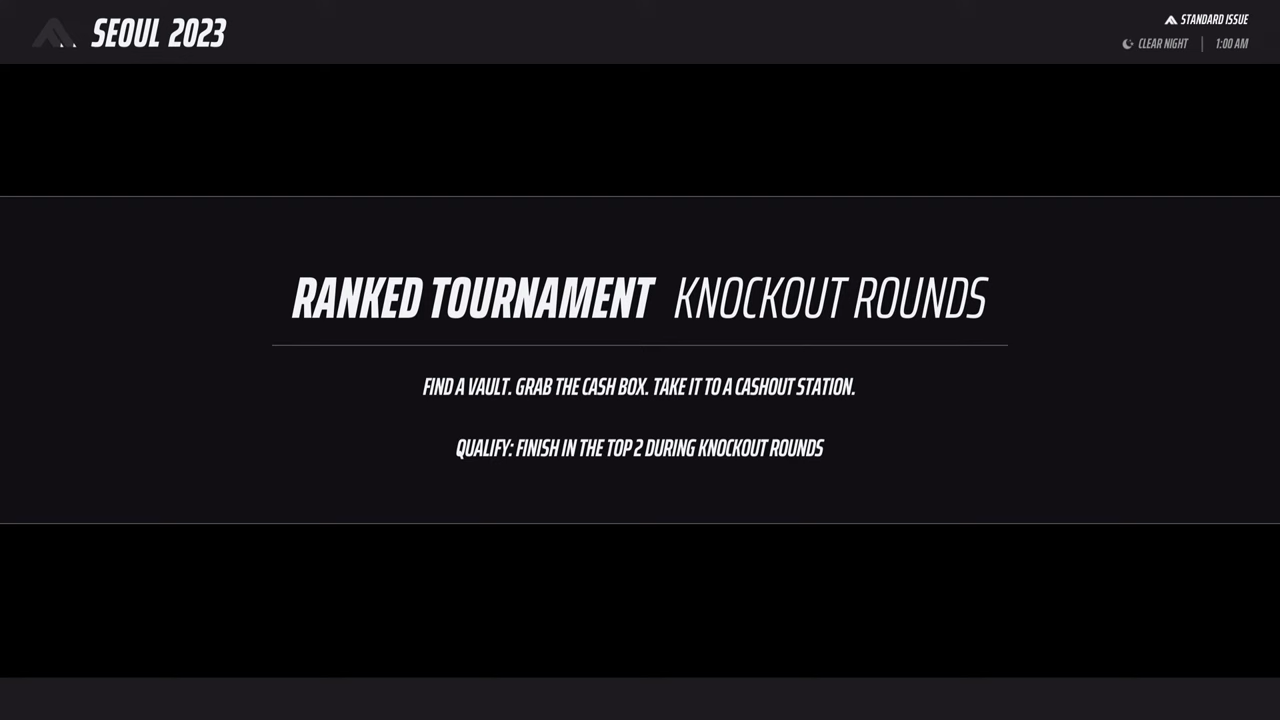 SEOUL 2023
STANDARD ISSUE
CLEAR NIGHT | 1:00 AM
RANKED TOURNAMENT KNOCKOUT ROUNDS
FIND A VAULT. GRAB THE CASH BOX. TAKE IT TO A CASHOUT STATION.
QUALIFY: FINISH IN THE TOP 2 DURING KNOCKOUT ROUNDS